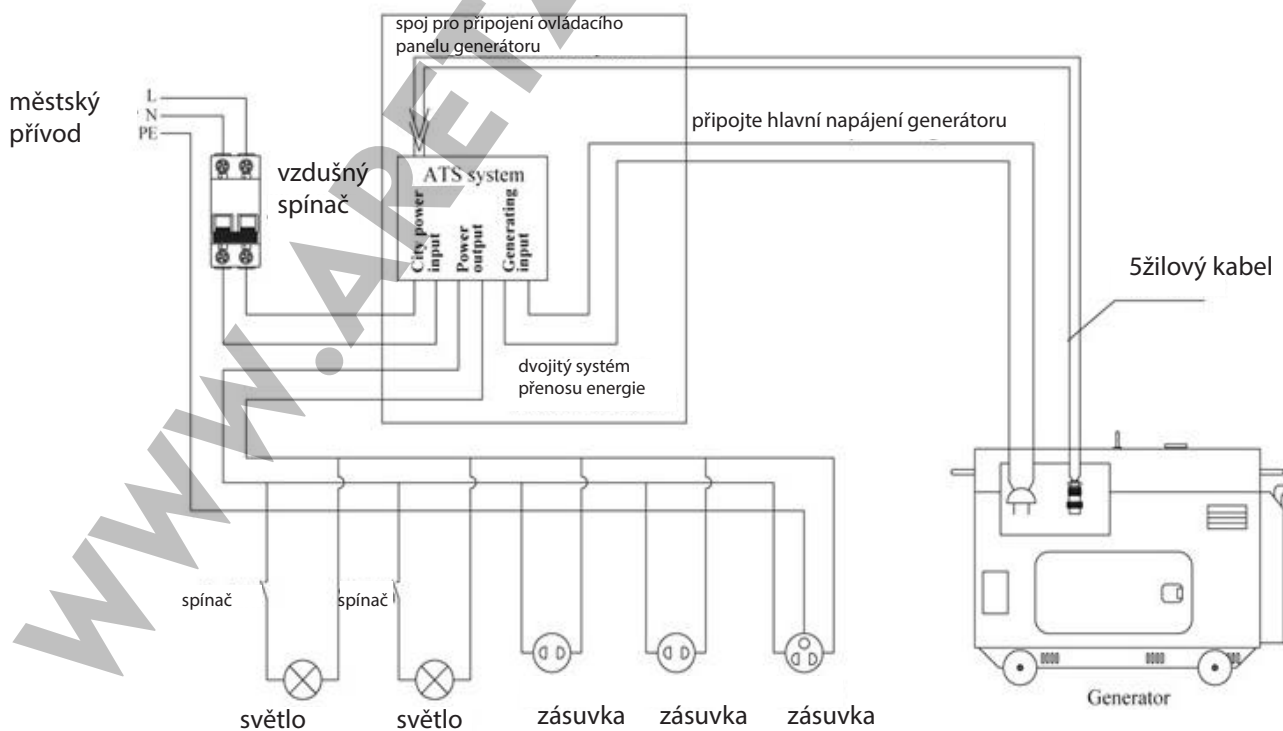 spoj pro připojení ovládacího
panelu generátoru
městský
přívod
L
N
PE
vzdušný
spínač
připojte hlavní napájení generátoru
ATS system
City power
input
Power
output
Generating
input
5žilový kabel
dvojitý systém
přenosu energie
spínač
spínač
světlo
světlo
zásuvka
zásuvka
zásuvka
Generator